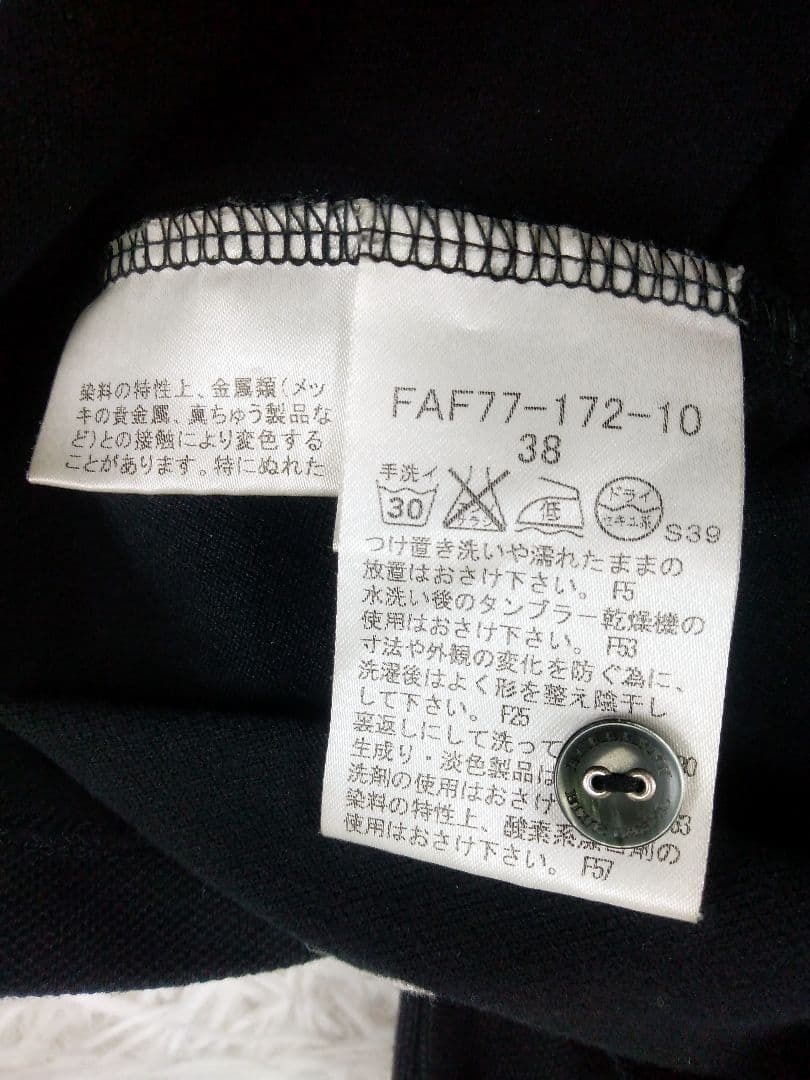 染料の特性上、金属類(メッ
キの貴金属、真ちゅう製品な
ど)との接触により変色する
ことがあります。特にぬれた
FAF77-172-10
38
手洗イ
30
低
ドライ
セキユ系
S39
つけ置き洗いや濡れたままの
放置はおさけ下さい。 F5
水洗い後のタンブラー乾燥機の
使用はおさけ下さい。 F53
寸法や外観の変化を防ぐ為に、
洗濯後はよく形を整え陰干し
して下さい。 F25
裏返しにして洗って
生成り・淡色製品は
洗剤の使用はおさけ
染料の特性上、酸素系漂白剤の
使用はおさけ下さい。 F57